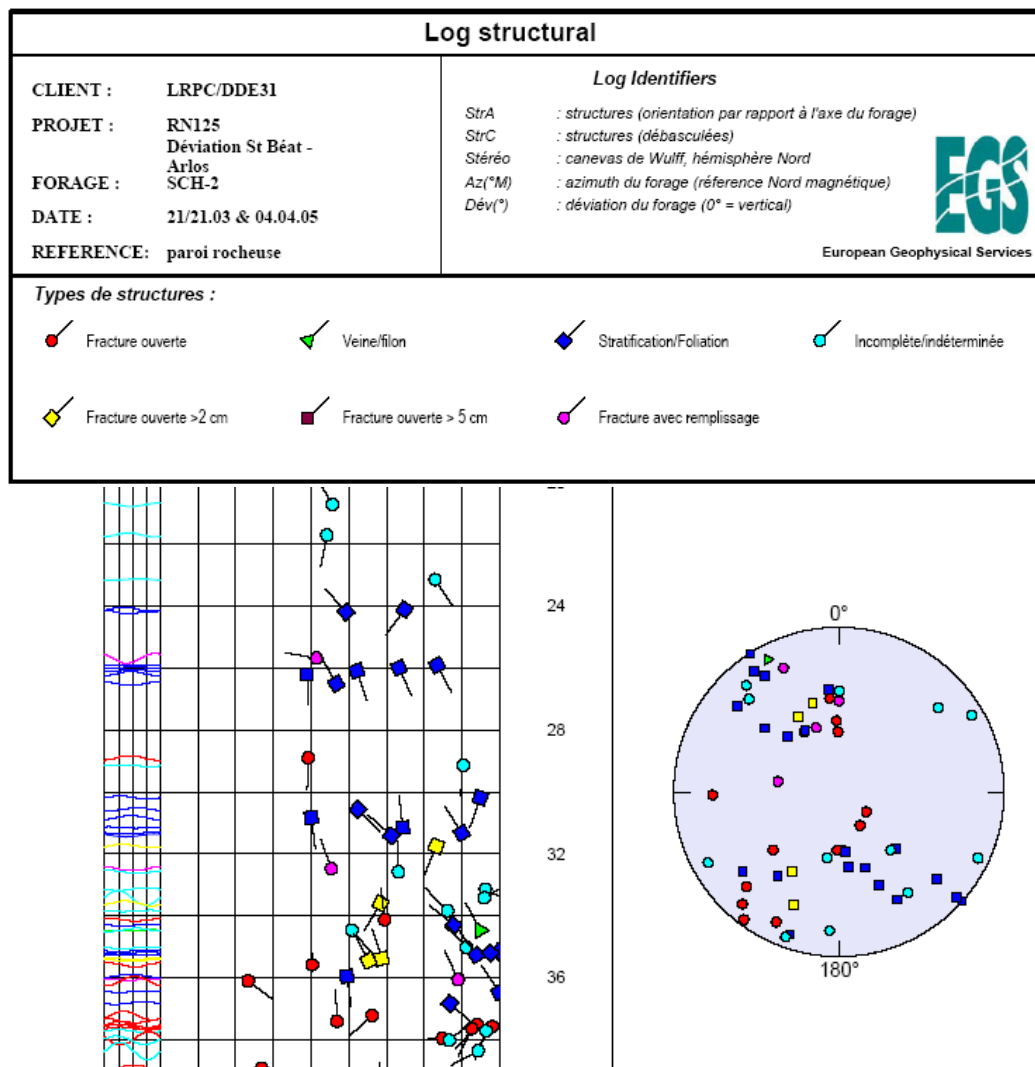 Log structural
CLIENT : LRPC/DDE31
PROJET : RN125
Déviation St Béat -
Arlos
FORAGE : SCH-2
DATE : 21/21.03 & 04.04.05
REFERENCE: paroi rocheuse
Log Identifiers
StrA : structures (orientation par rapport à l'axe du forage)
StrC : structures (débasculées)
Stéréo : canevas de Wulff, hémisphère Nord
Az(°M) : azimuth du forage (réference Nord magnétique)
Dév(°) : déviation du forage (0° = vertical)
EGS
European Geophysical Services
Types de structures :
Fracture ouverte
Veine/filon
Stratification/Foliation
Incomplète/indéterminée
Fracture ouverte >2 cm
Fracture ouverte > 5 cm
Fracture avec remplissage
24
28
32
36
0°
180°